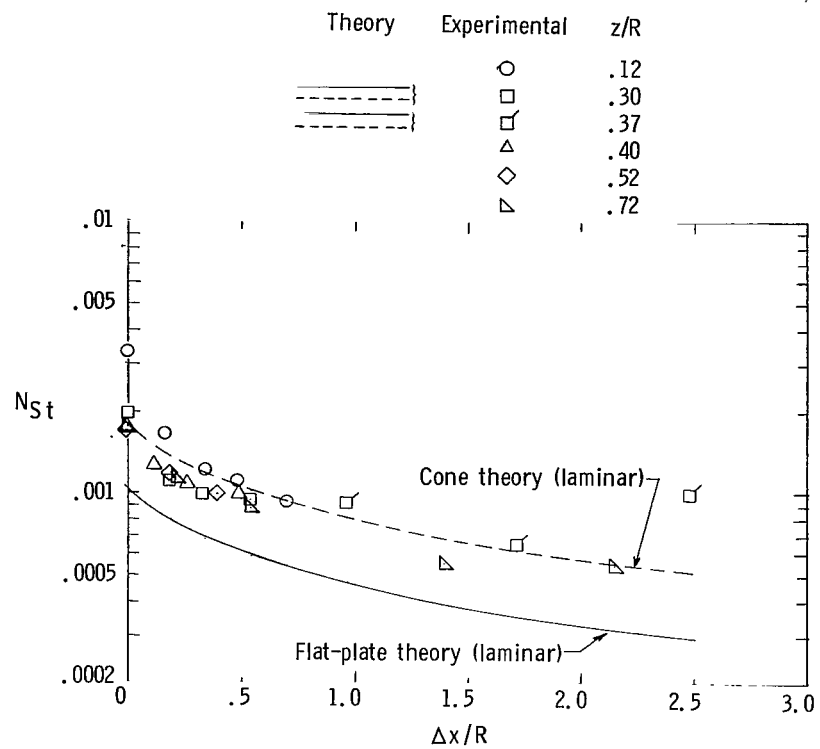 Theory Experimental z/R
.12
.30
.37
.40
.52
.72
.01
.005
N St
.001
.0005
.0002
Cone theory (laminar)
Flat-plate theory (laminar)
0 .5 1.0 1.5 2.0 2.5 3.0
Δx/R